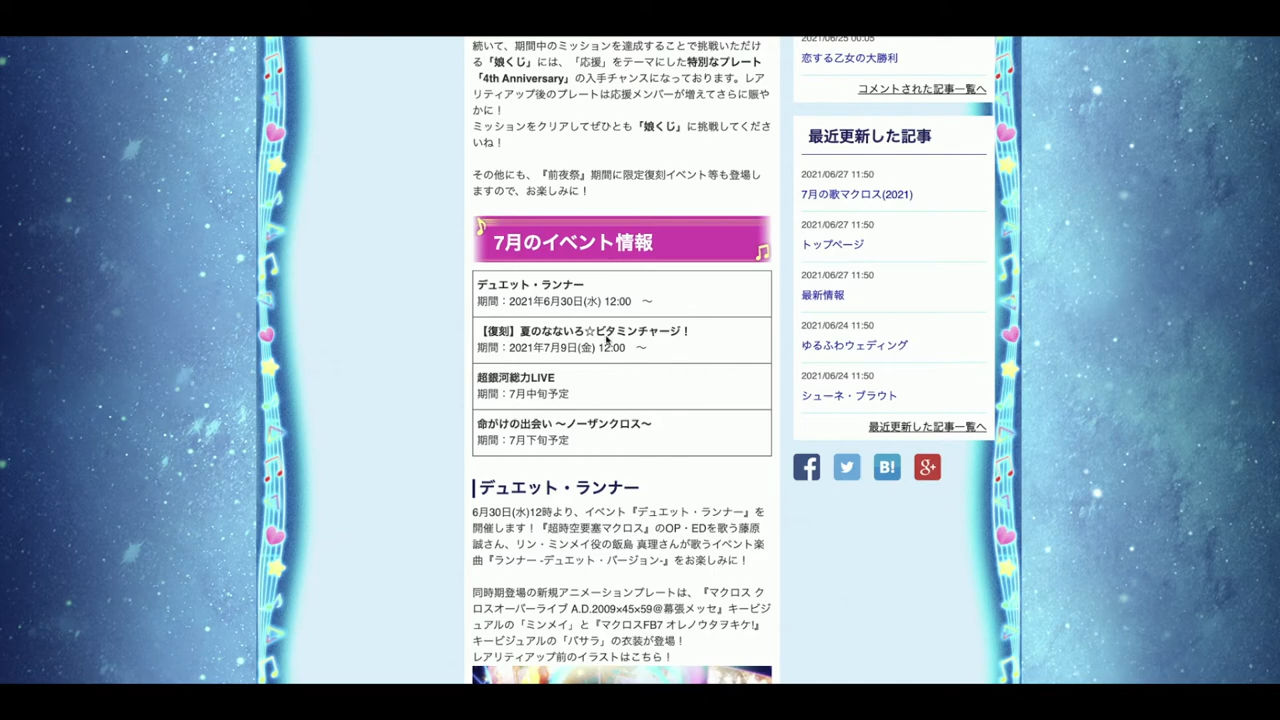 続いて、期間中のミッションを達成することで挑戦いただけ
る「娘くじ」には、「応援」をテーマにした特別なプレート
「4th Anniversary」の入手チャンスになっております。レア
リティアップ後のプレートは応援メンバーが増えてさらに賑や
かに！
ミッションをクリアしてぜひとも「娘くじ」に挑戦してくださ
いね！
その他にも、『前夜祭』期間に限定復刻イベント等も登場し
ますので、お楽しみに！
7月のイベント情報
デュエット・ランナー
期間：2021年6月30日(水) 12:00　～
【復刻】夏のなないろ☆ビタミンチャージ！
期間：2021年7月9日(金) 12:00　～
超銀河総力LIVE
期間：7月中旬予定
命がけの出会い ～ノーザンクロス～
期間：7月下旬予定
デュエット・ランナー
6月30日(水)12時より、イベント『デュエット・ランナー』を
開催します！『超時空要塞マクロス』のOP・EDを歌う藤原
誠さん、リン・ミンメイ役の飯島 真理さんが歌うイベント楽
曲『ランナー -デュエット・バージョン-』をお楽しみに！
同時期登場の新規アニメーションプレートは、『マクロス ク
ロスオーバーライブ A.D.2009×45×59＠幕張メッセ』キービジ
ュアルの「ミンメイ」と『マクロスFB7 オレノウタヲキケ!』
キービジュアルの「バサラ」の衣装が登場！
レアリティアップ前のイラストはこちら！
2021/06/25 00:05
恋する乙女の大勝利
コメントされた記事一覧へ
最近更新した記事
2021/06/27 11:50
7月の歌マクロス(2021)
2021/06/27 11:50
トップページ
2021/06/27 11:50
最新情報
2021/06/24 11:50
ゆるふわウェディング
2021/06/24 11:50
シューネ・ブラウト
最近更新した記事一覧へ
B!
g+